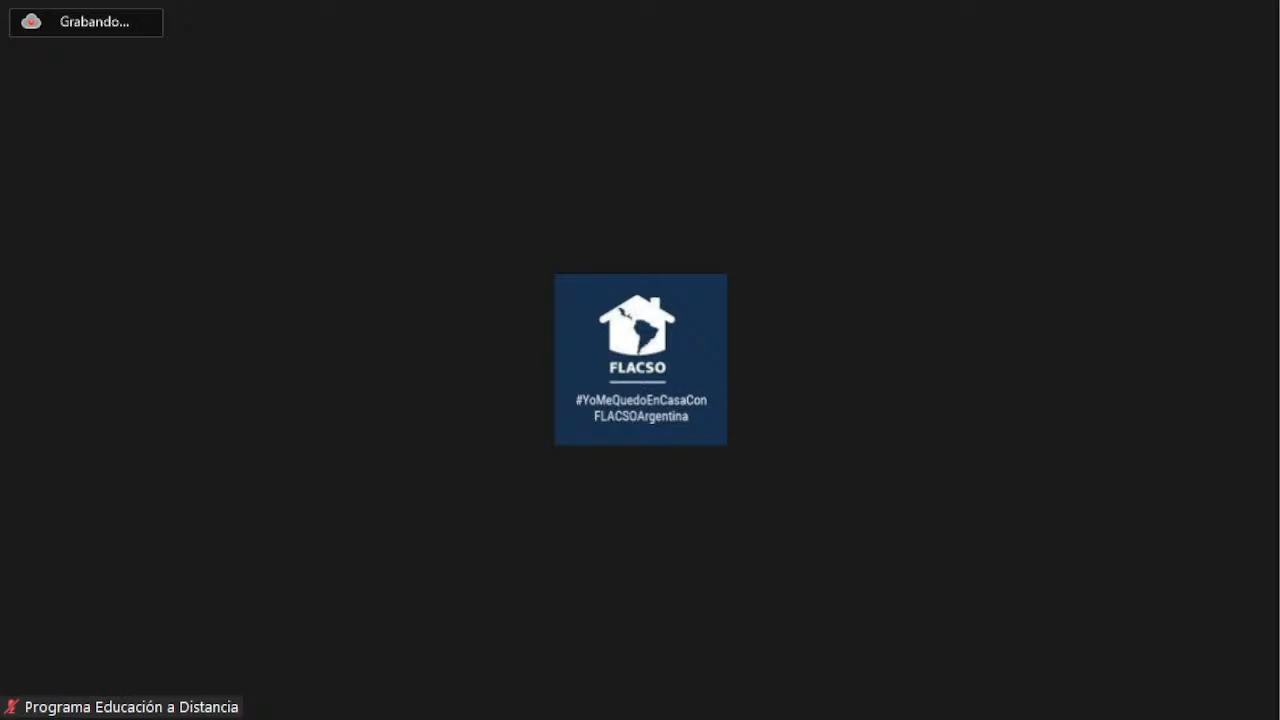 Grabando...
FLACSO
#YoMeQuedoEnCasaCon
FLACSOArgentina
Programa Educación a Distancia